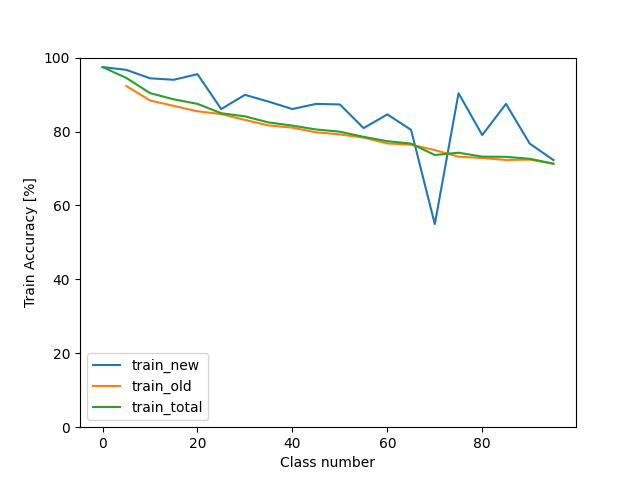 100
80
60
40
20
0
Train Accuracy [%]
train_new
train_old
train_total
0 20 40 60 80
Class number